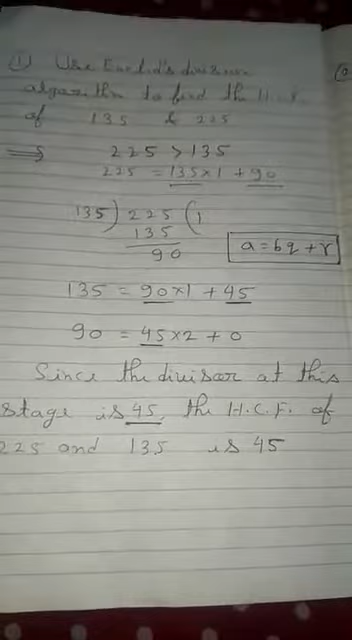 ① Use Euclid's division
algorithm to find the H.C.F.
of 135 & 225
⇒ 225 > 135
225 = 135×1 + 90
135) 225 (1
135
90
a = bq + r
135 = 90×1 + 45
90 = 45×2 + 0
Since the divisor at this
stage is 45, the H.C.F. of
225 and 135 is 45